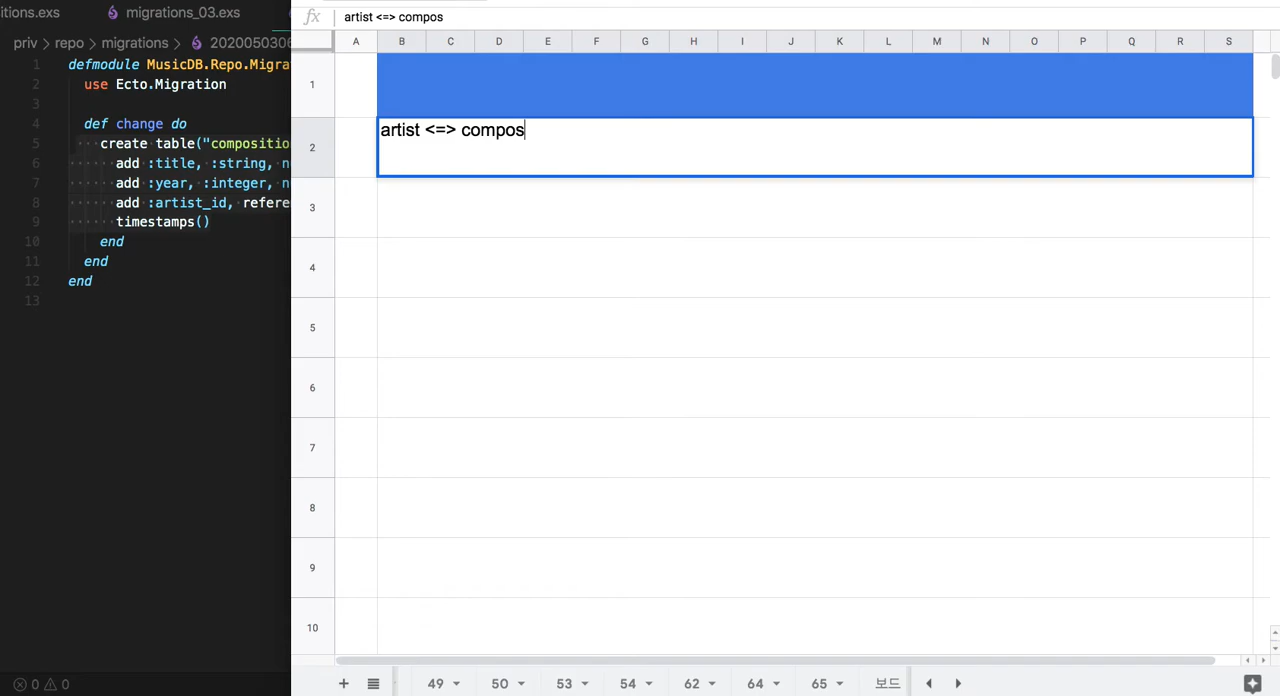 itions.exs
migrations_03.exs
priv > repo > migrations > 2020050306
1 defmodule MusicDB.Repo.Migra
2 use Ecto.Migration
3
4 def change do
5 create table("compositio
6 add :title, :string, n
7 add :year, :integer, n
8 add :artist_id, refere
9 timestamps()
10 end
11 end
12 end
13
0 0
fx artist <=> compos
A B C D E F G H I J K L M N O P Q R S
1
2 artist <=> compos
3
4
5
6
7
8
9
10
+ 49 50 53 54 62 64 65 보드